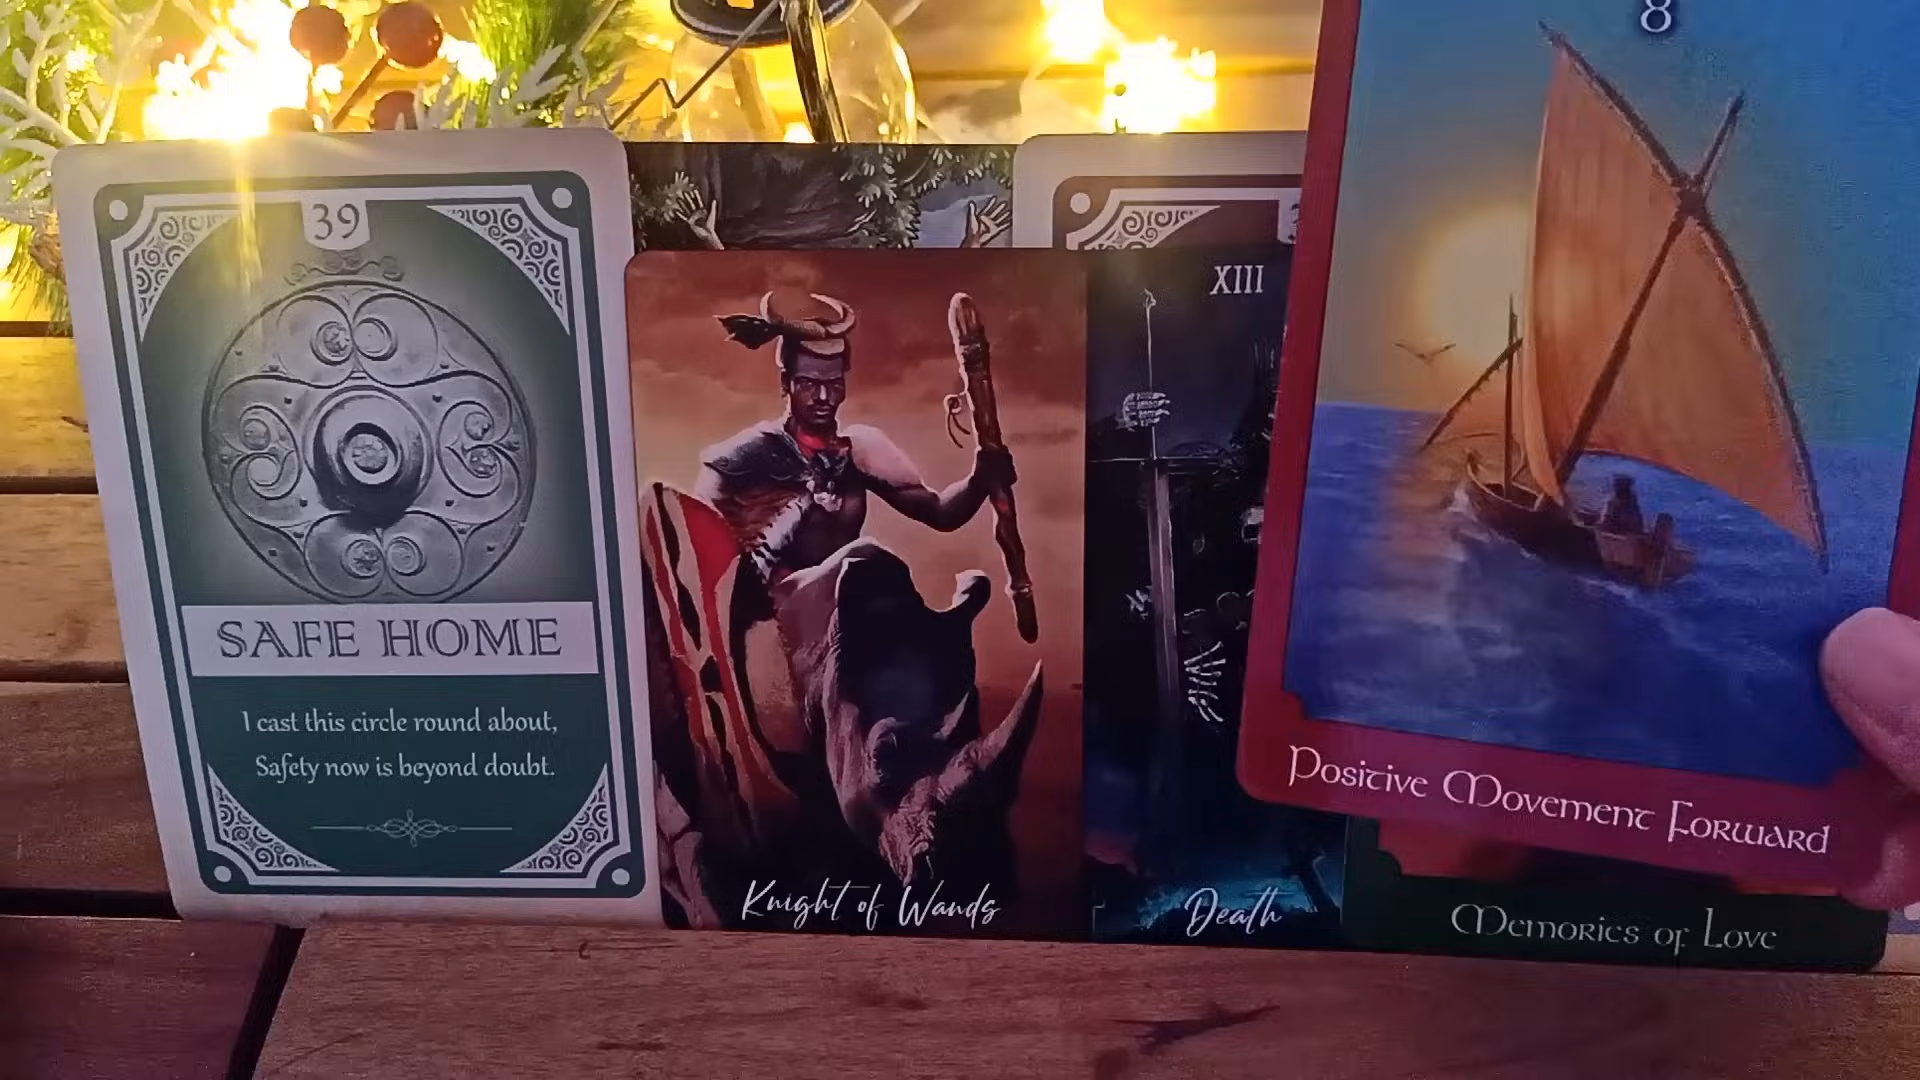 39
SAFE HOME
I cast this circle round about,
Safety now is beyond doubt.
Knight of Wands
XIII
Death
8
Positive Movement Forward
Memories of Love